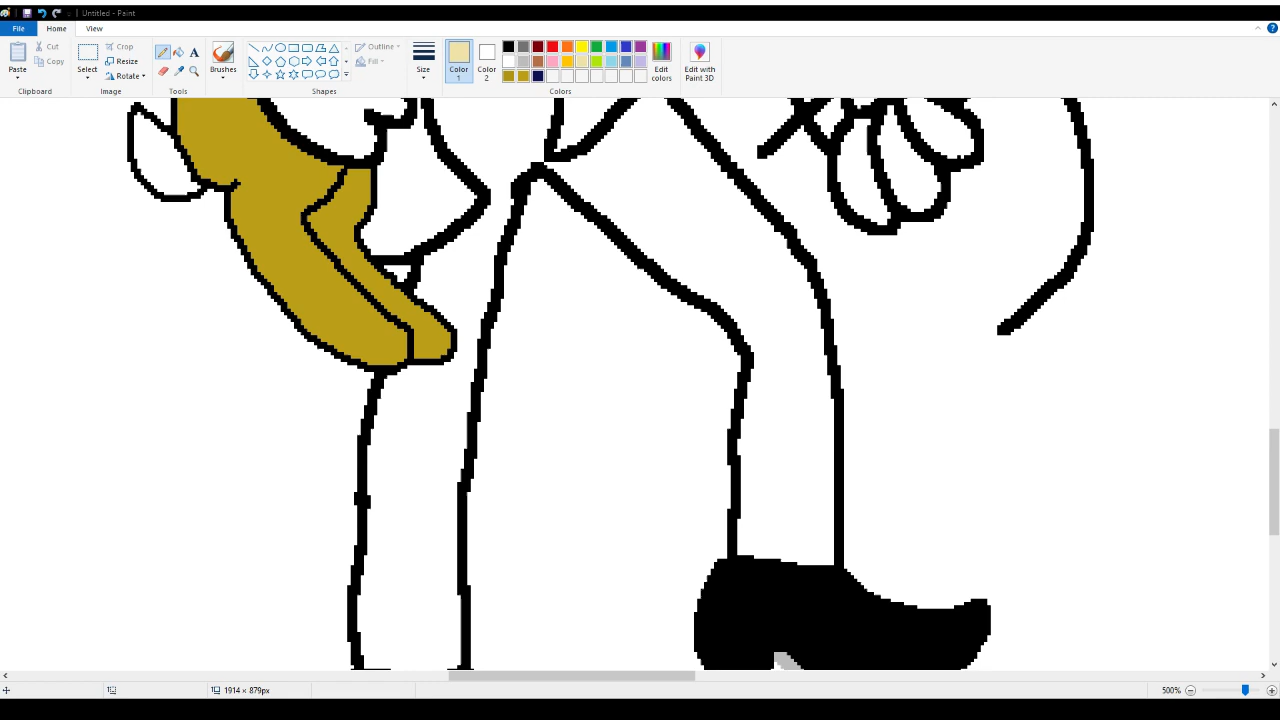 Untitled - Paint
File Home View
Paste
Cut
Copy
Clipboard
Select
Crop
Resize
Rotate
Image
A
Tools
Brushes
Shapes
Outline
Fill
Size
Color 1
Color 2
Edit colors
Colors
Edit with Paint 3D
1914 × 879px
500%